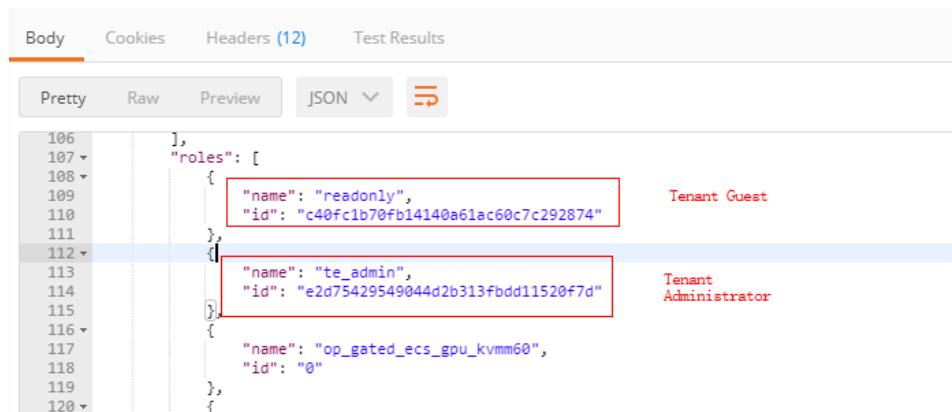 Body Cookies Headers (12) Test Results
Pretty Raw Preview JSON
106 ],
107 "roles": [
108 {
109 "name": "readonly", Tenant Guest
110 "id": "c40fc1b70fb14140a61ac60c7c292874"
111 },
112 {
113 "name": "te_admin", Tenant
114 "id": "e2d75429549044d2b313fbdd11520f7d" Administrator
115 },
116 {
117 "name": "op_gated_ecs_gpu_kvmm60",
118 "id": "0"
119 },
120 {